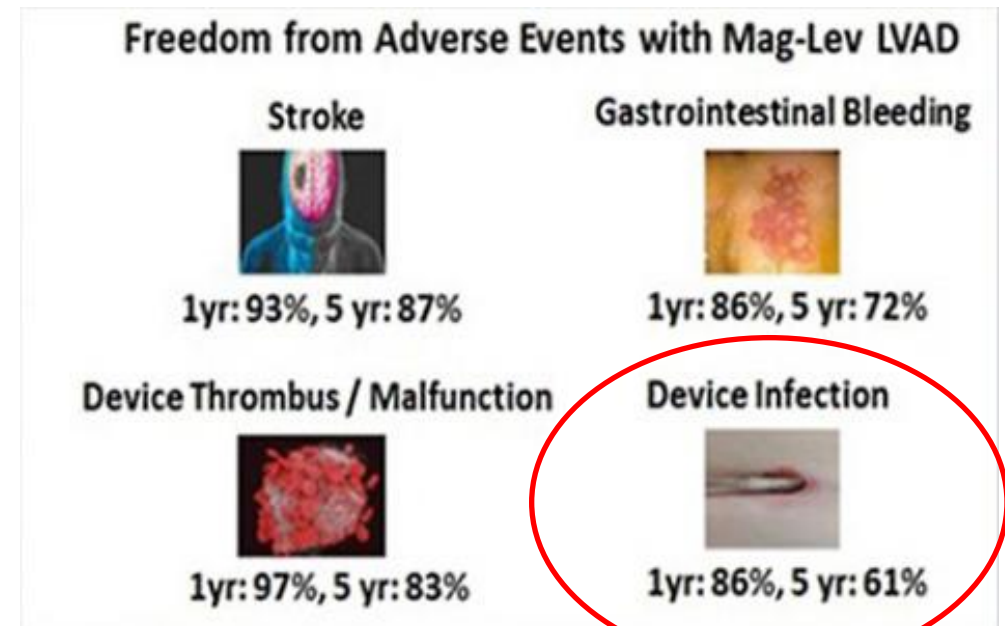 Freedom from Adverse Events with Mag-Lev LVAD
Stroke
1yr: 93%, 5 yr: 87%
Gastrointestinal Bleeding
1yr: 86%, 5 yr: 72%
Device Thrombus / Malfunction
1yr: 97%, 5 yr: 83%
Device Infection
1yr: 86%, 5 yr: 61%